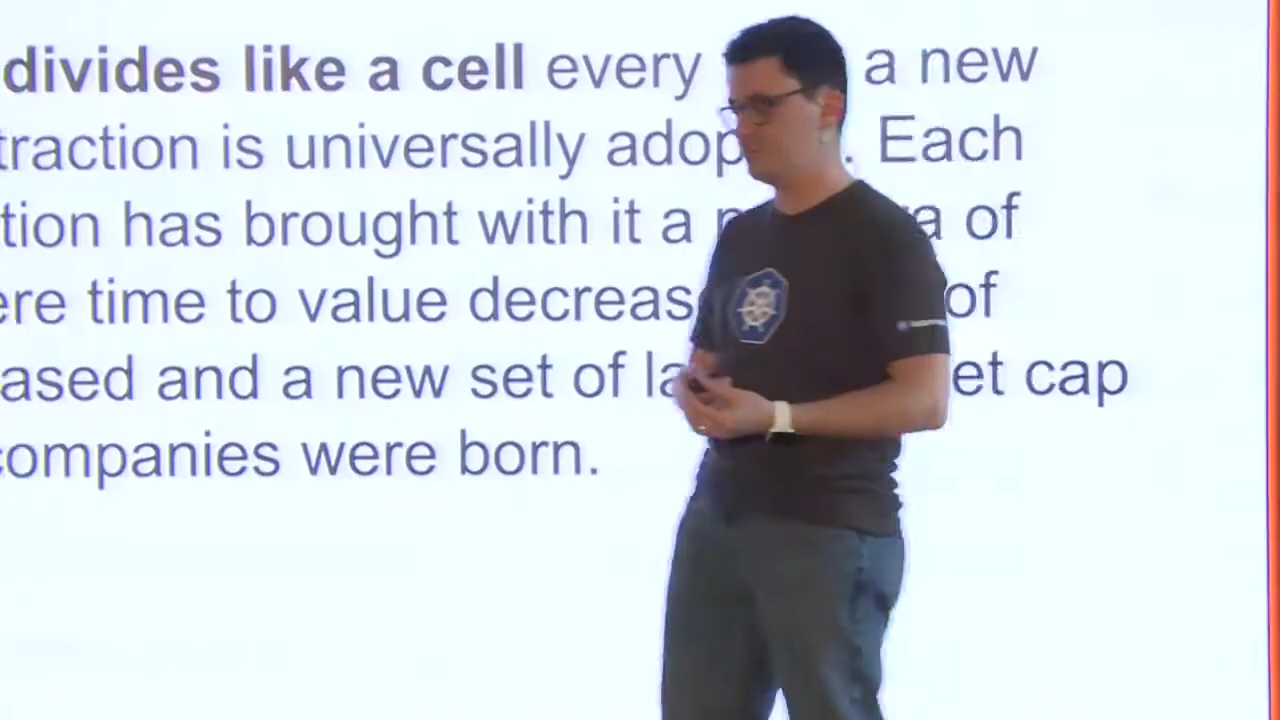 divides like a cell every a new
traction is universally adop . Each
tion has brought with it a of
ere time to value decreas of
ased and a new set of la et cap
companies were born.